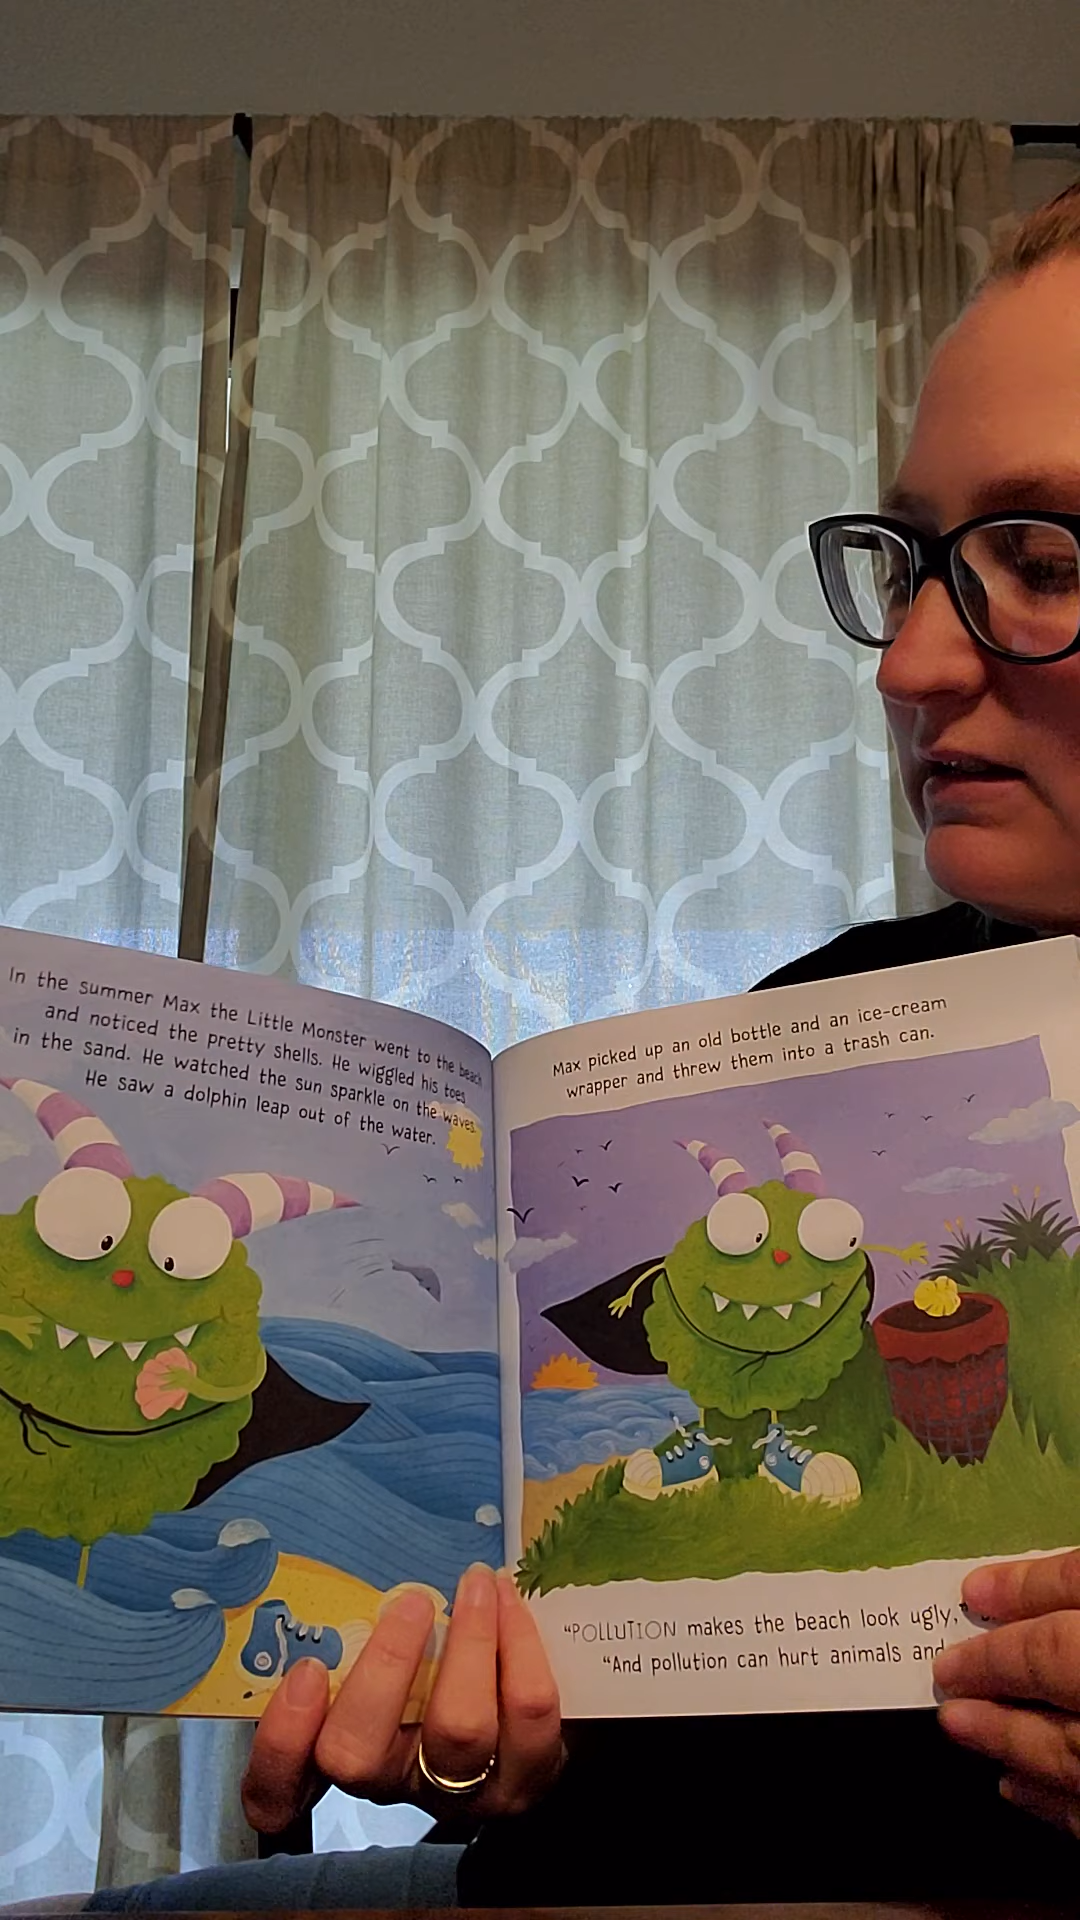 In the summer Max the Little Monster went to the beach
and noticed the pretty shells. He wiggled his toes
in the sand. He watched the sun sparkle on the waves.
He saw a dolphin leap out of the water.
Max picked up an old bottle and an ice-cream
wrapper and threw them into a trash can.
“POLLUTION makes the beach look ugly,”
“And pollution can hurt animals and